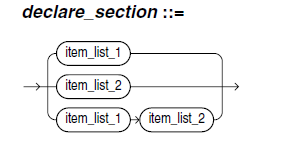 declare_section ::=
item_list_1
item_list_2
item_list_1 item_list_2